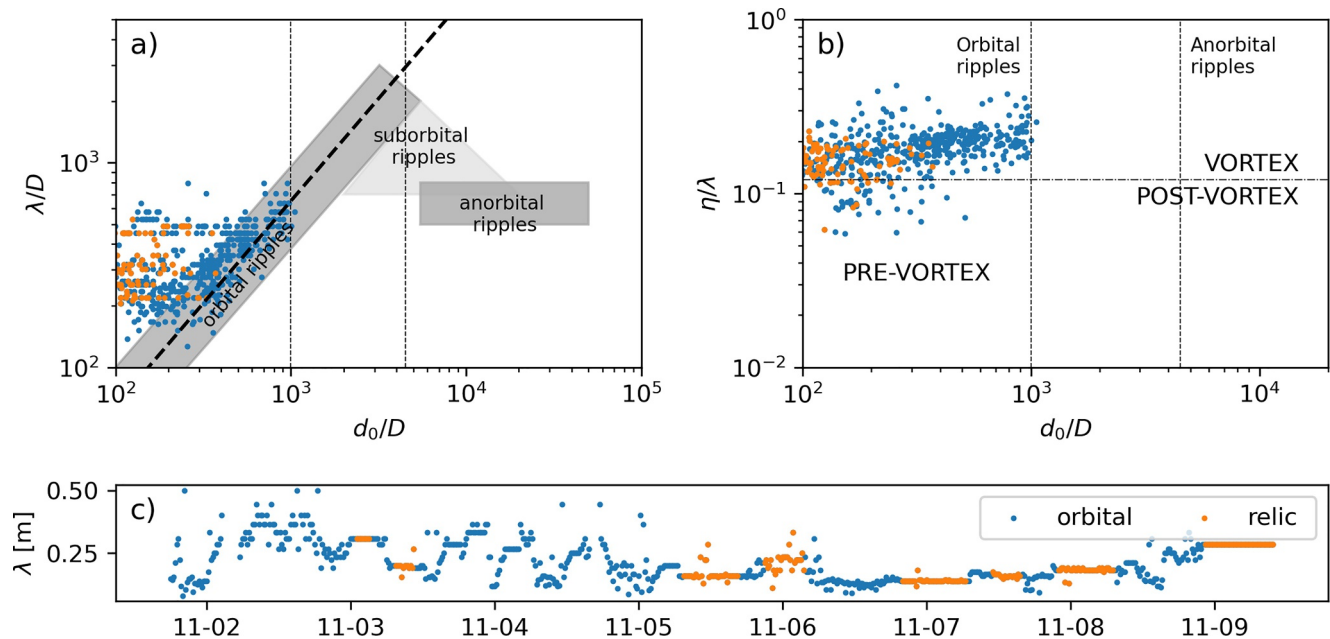 a)
λ/D
10³
10²
suborbital
ripples
anorbital
ripples
orbital ripples
10² 10³ 10⁴ 10⁵
d₀/D
b)
η/λ
10⁰
10⁻¹
10⁻²
Orbital
ripples
Anorbital
ripples
VORTEX
POST-VORTEX
PRE-VORTEX
10² 10³ 10⁴
d₀/D
c)
λ [m]
0.50
0.25
orbital relic
11-02 11-03 11-04 11-05 11-06 11-07 11-08 11-09